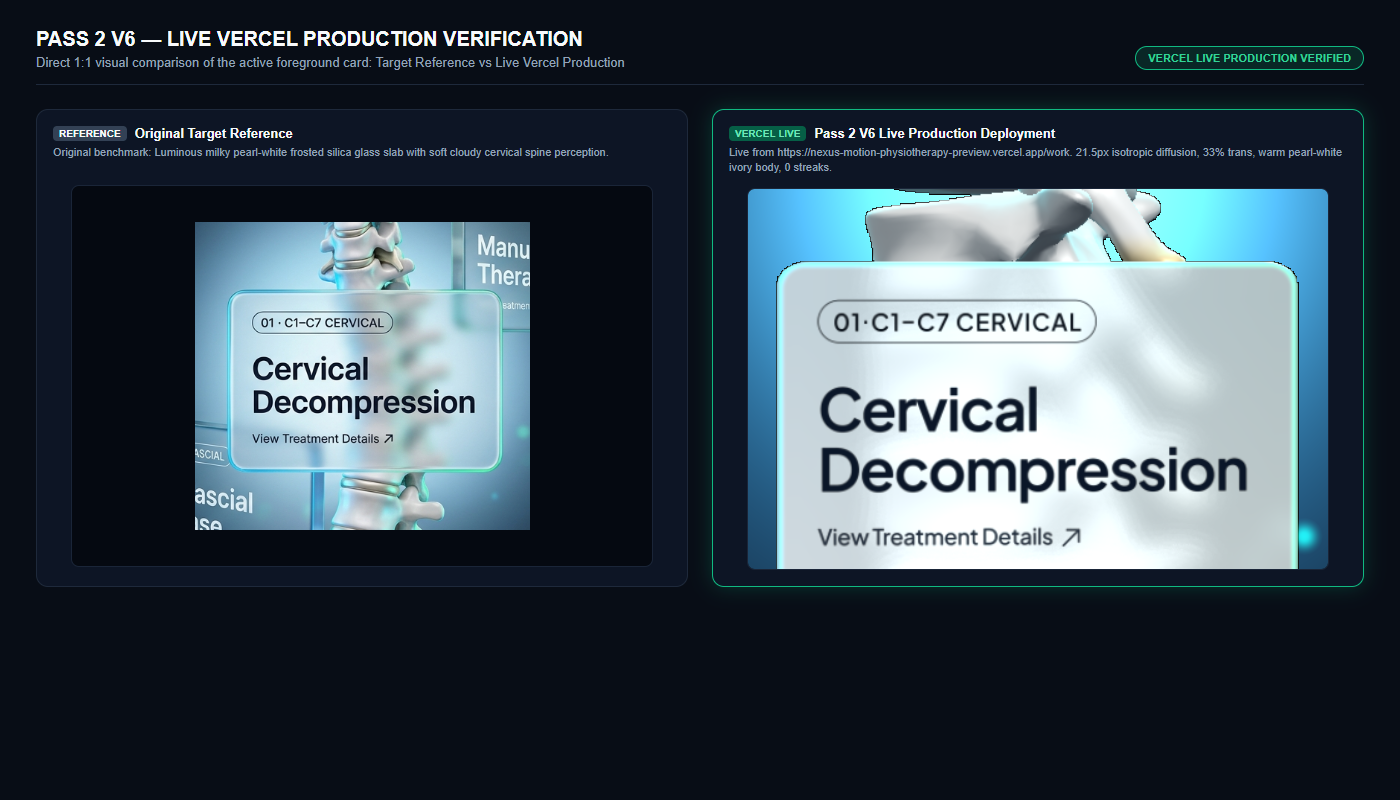 PASS 2 V6 — LIVE VERCEL PRODUCTION VERIFICATION
Direct 1:1 visual comparison of the active foreground card: Target Reference vs Live Vercel Production
VERCEL LIVE PRODUCTION VERIFIED
REFERENCE Original Target Reference
Original benchmark: Luminous milky pearl-white frosted silica glass slab with soft cloudy cervical spine perception.
Manu
Thera
eatmen
01 · C1–C7 CERVICAL
Cervical
Decompression
View Treatment Details ↗
ASCIAL
ascial
se
VERCEL LIVE Pass 2 V6 Live Production Deployment
Live from https://nexus-motion-physiotherapy-preview.vercel.app/work. 21.5px isotropic diffusion, 33% trans, warm pearl-white
ivory body, 0 streaks.
01·C1–C7 CERVICAL
Cervical
Decompression
View Treatment Details ↗